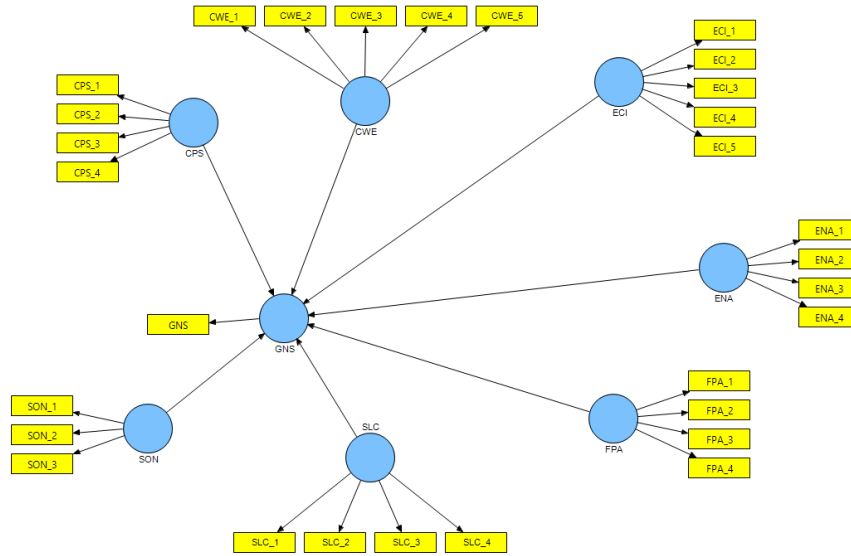 CWE_1
CWE_2
CWE_3
CWE_4
CWE_5
CWE
ECI_1
ECI_2
ECI_3
ECI_4
ECI_5
ECI
CPS_1
CPS_2
CPS_3
CPS_4
CPS
ENA_1
ENA_2
ENA_3
ENA_4
ENA
GNS
GNS
SON_1
SON_2
SON_3
SON
SLC
SLC_1
SLC_2
SLC_3
SLC_4
FPA_1
FPA_2
FPA_3
FPA_4
FPA